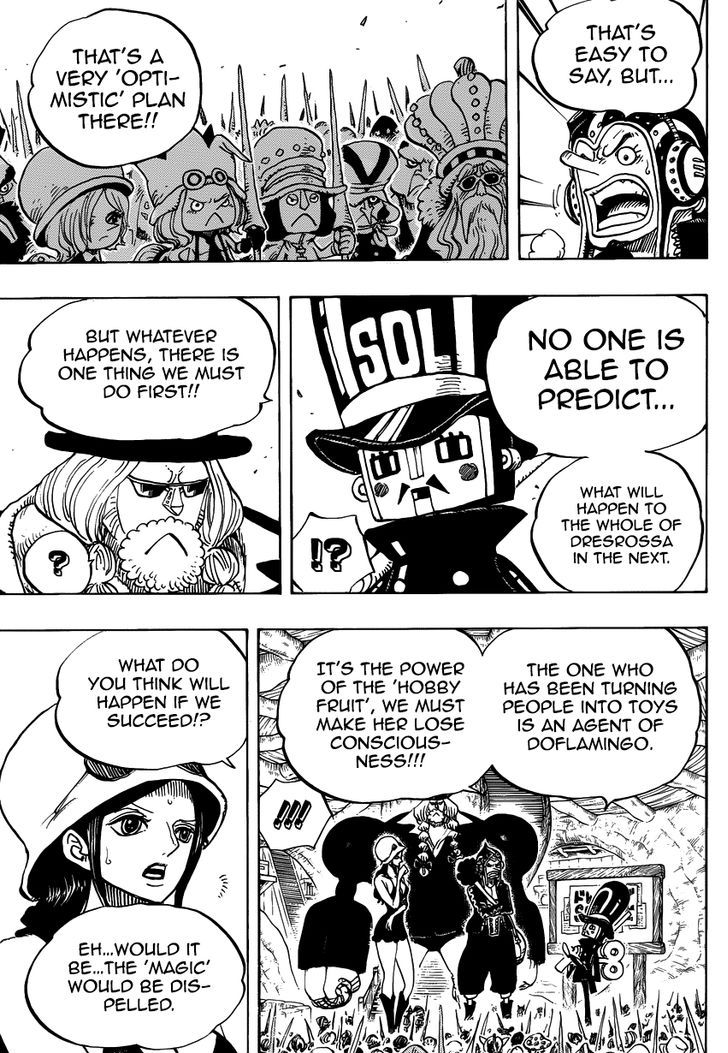 THAT'S
EASY TO
SAY, BUT...
THAT'S A
VERY 'OPTI-
MISTIC' PLAN
THERE!!
NO ONE IS
ABLE TO
PREDICT...
SOL
WHAT WILL
HAPPEN TO
THE WHOLE OF
DRESROSSA
IN THE NEXT.
!?
BUT WHATEVER
HAPPENS, THERE IS
ONE THING WE MUST
DO FIRST!!
?
THE ONE WHO
HAS BEEN TURNING
PEOPLE INTO TOYS
IS AN AGENT OF
DOFLAMINGO.
IT'S THE POWER
OF THE 'HOBBY
FRUIT', WE MUST
MAKE HER LOSE
CONSCIOUS-
NESS!!!
!!!
WHAT DO
YOU THINK WILL
HAPPEN IF WE
SUCCEED!?
EH...WOULD IT
BE...THE 'MAGIC'
WOULD BE DIS-
PELLED.